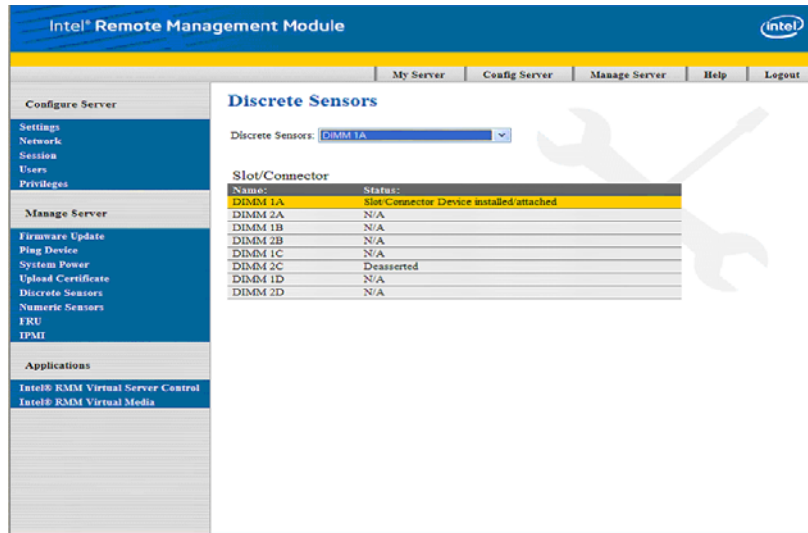 Intel® Remote Management Module
intel
My Server Config Server Manage Server Help Logout
Configure Server
Settings
Network
Session
Users
Privileges
Manage Server
Firmware Update
Ping Device
System Power
Upload Certificate
Discrete Sensors
Numeric Sensors
FRU
IPMI
Applications
Intel® RMM Virtual Server Control
Intel® RMM Virtual Media
Discrete Sensors
Discrete Sensors: DIMM 1A
Slot/Connector
Name: Status:
DIMM 1A Slot/Connector Device installed/attached
DIMM 2A N/A
DIMM 1B N/A
DIMM 2B N/A
DIMM 1C N/A
DIMM 2C Deasserted
DIMM 1D N/A
DIMM 2D N/A